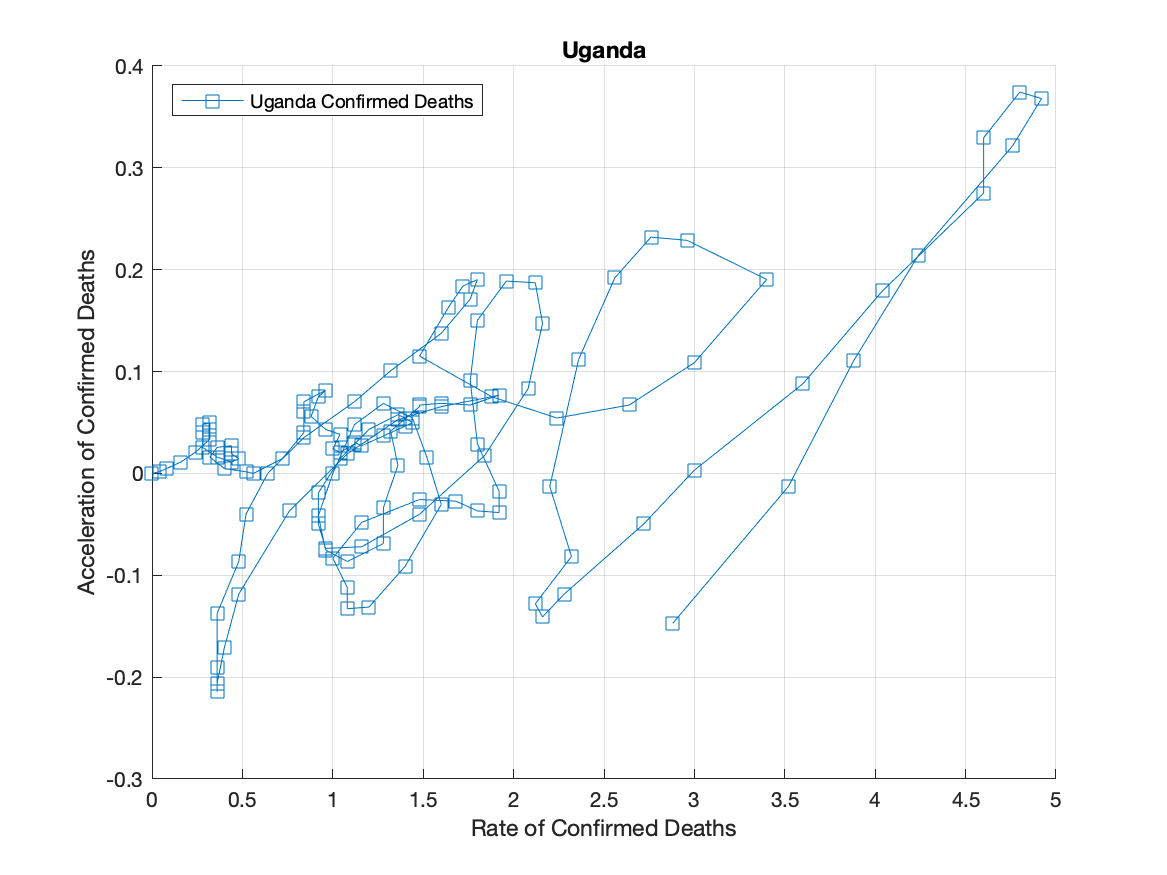 Uganda
Uganda Confirmed Deaths
0.4
0.3
0.2
0.1
0
-0.1
-0.2
-0.3
Acceleration of Confirmed Deaths
0 0.5 1 1.5 2 2.5 3 3.5 4 4.5 5
Rate of Confirmed Deaths